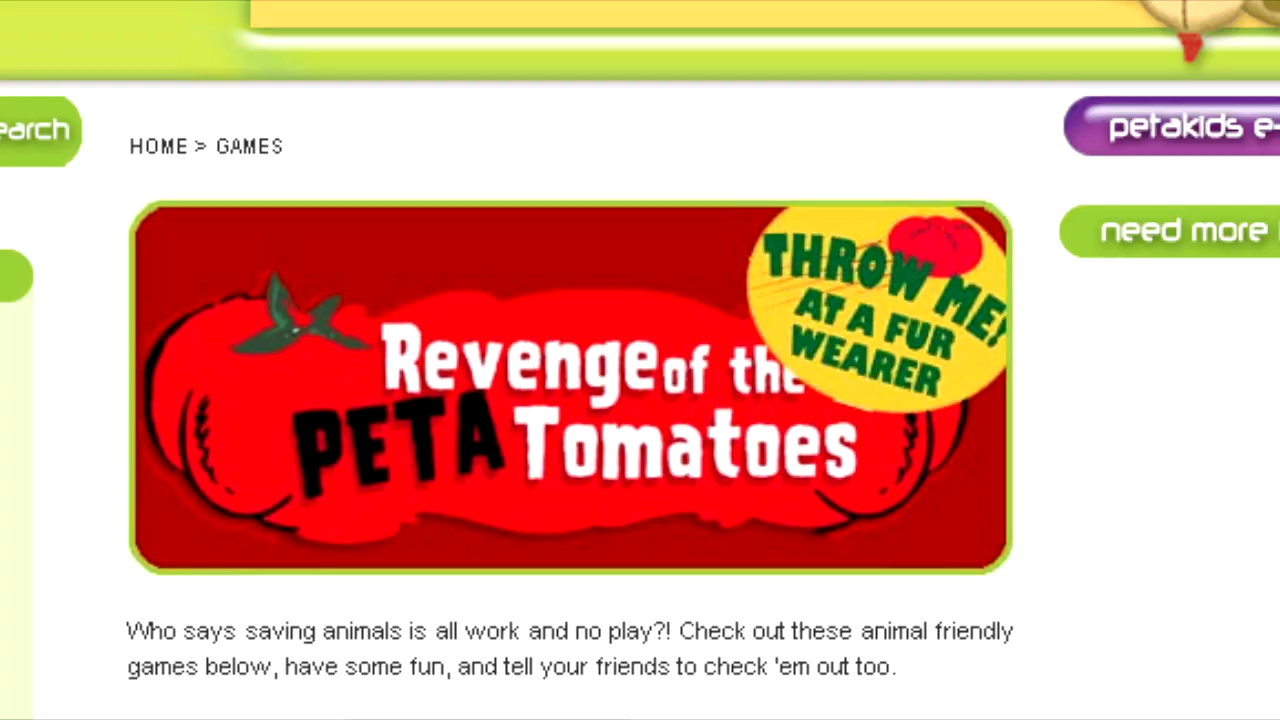 earch
petakids e-
HOME > GAMES
need more
THROW ME!
AT A FUR
WEARER
Revenge of the
PETA Tomatoes
Who says saving animals is all work and no play?! Check out these animal friendly
games below, have some fun, and tell your friends to check 'em out too.